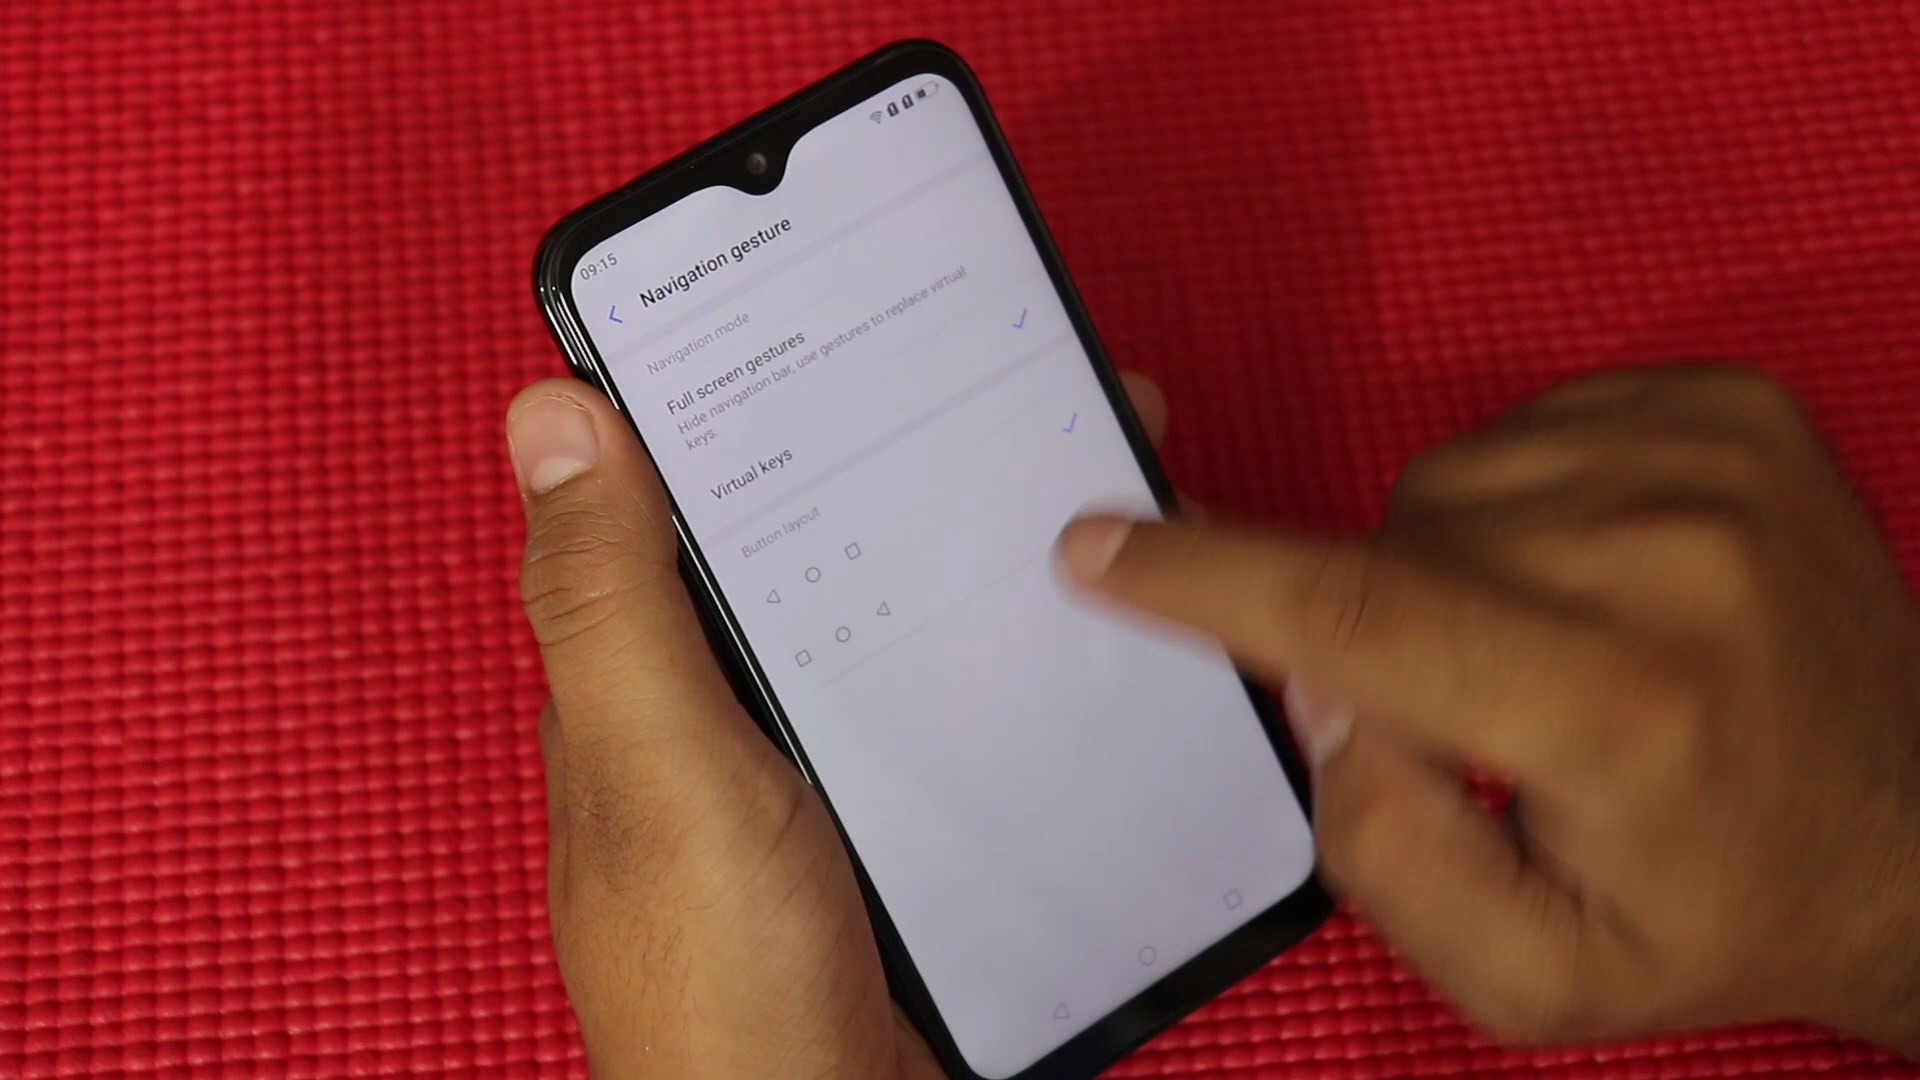 09:15
Navigation gesture
Navigation mode
Full screen gestures
Hide navigation bar, use gestures to replace virtual
keys.
Virtual keys
Button layout